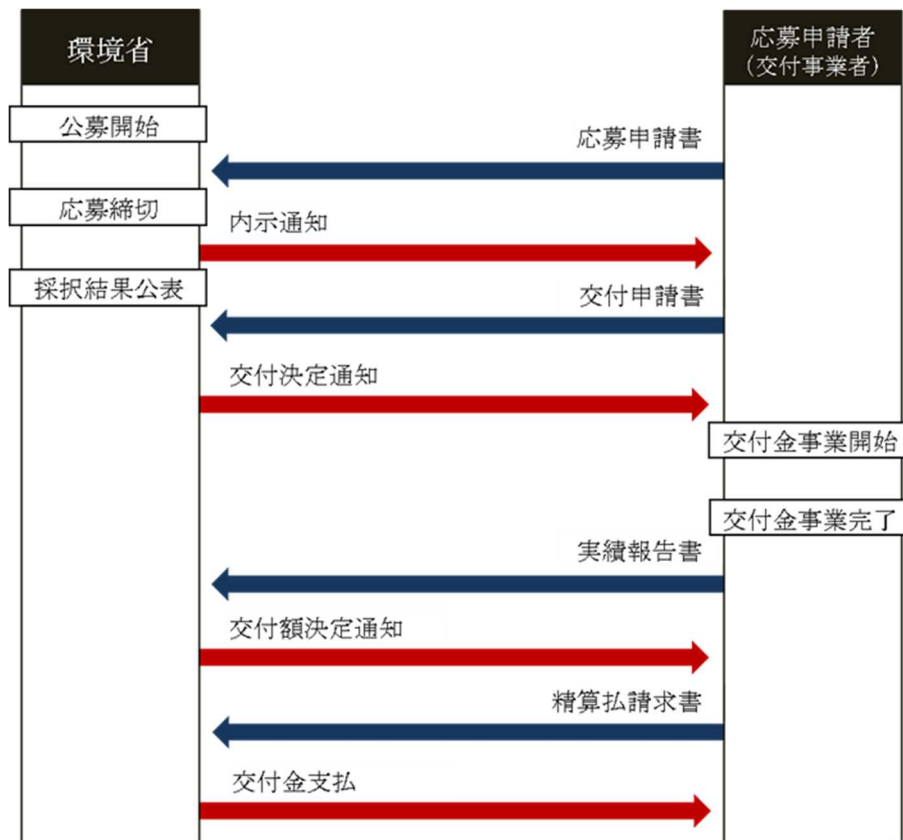 環境省
応募申請者
（交付事業者）
公募開始
応募申請書
応募締切
内示通知
採択結果公表
交付申請書
交付決定通知
交付金事業開始
交付金事業完了
実績報告書
交付額決定通知
精算払請求書
交付金支払